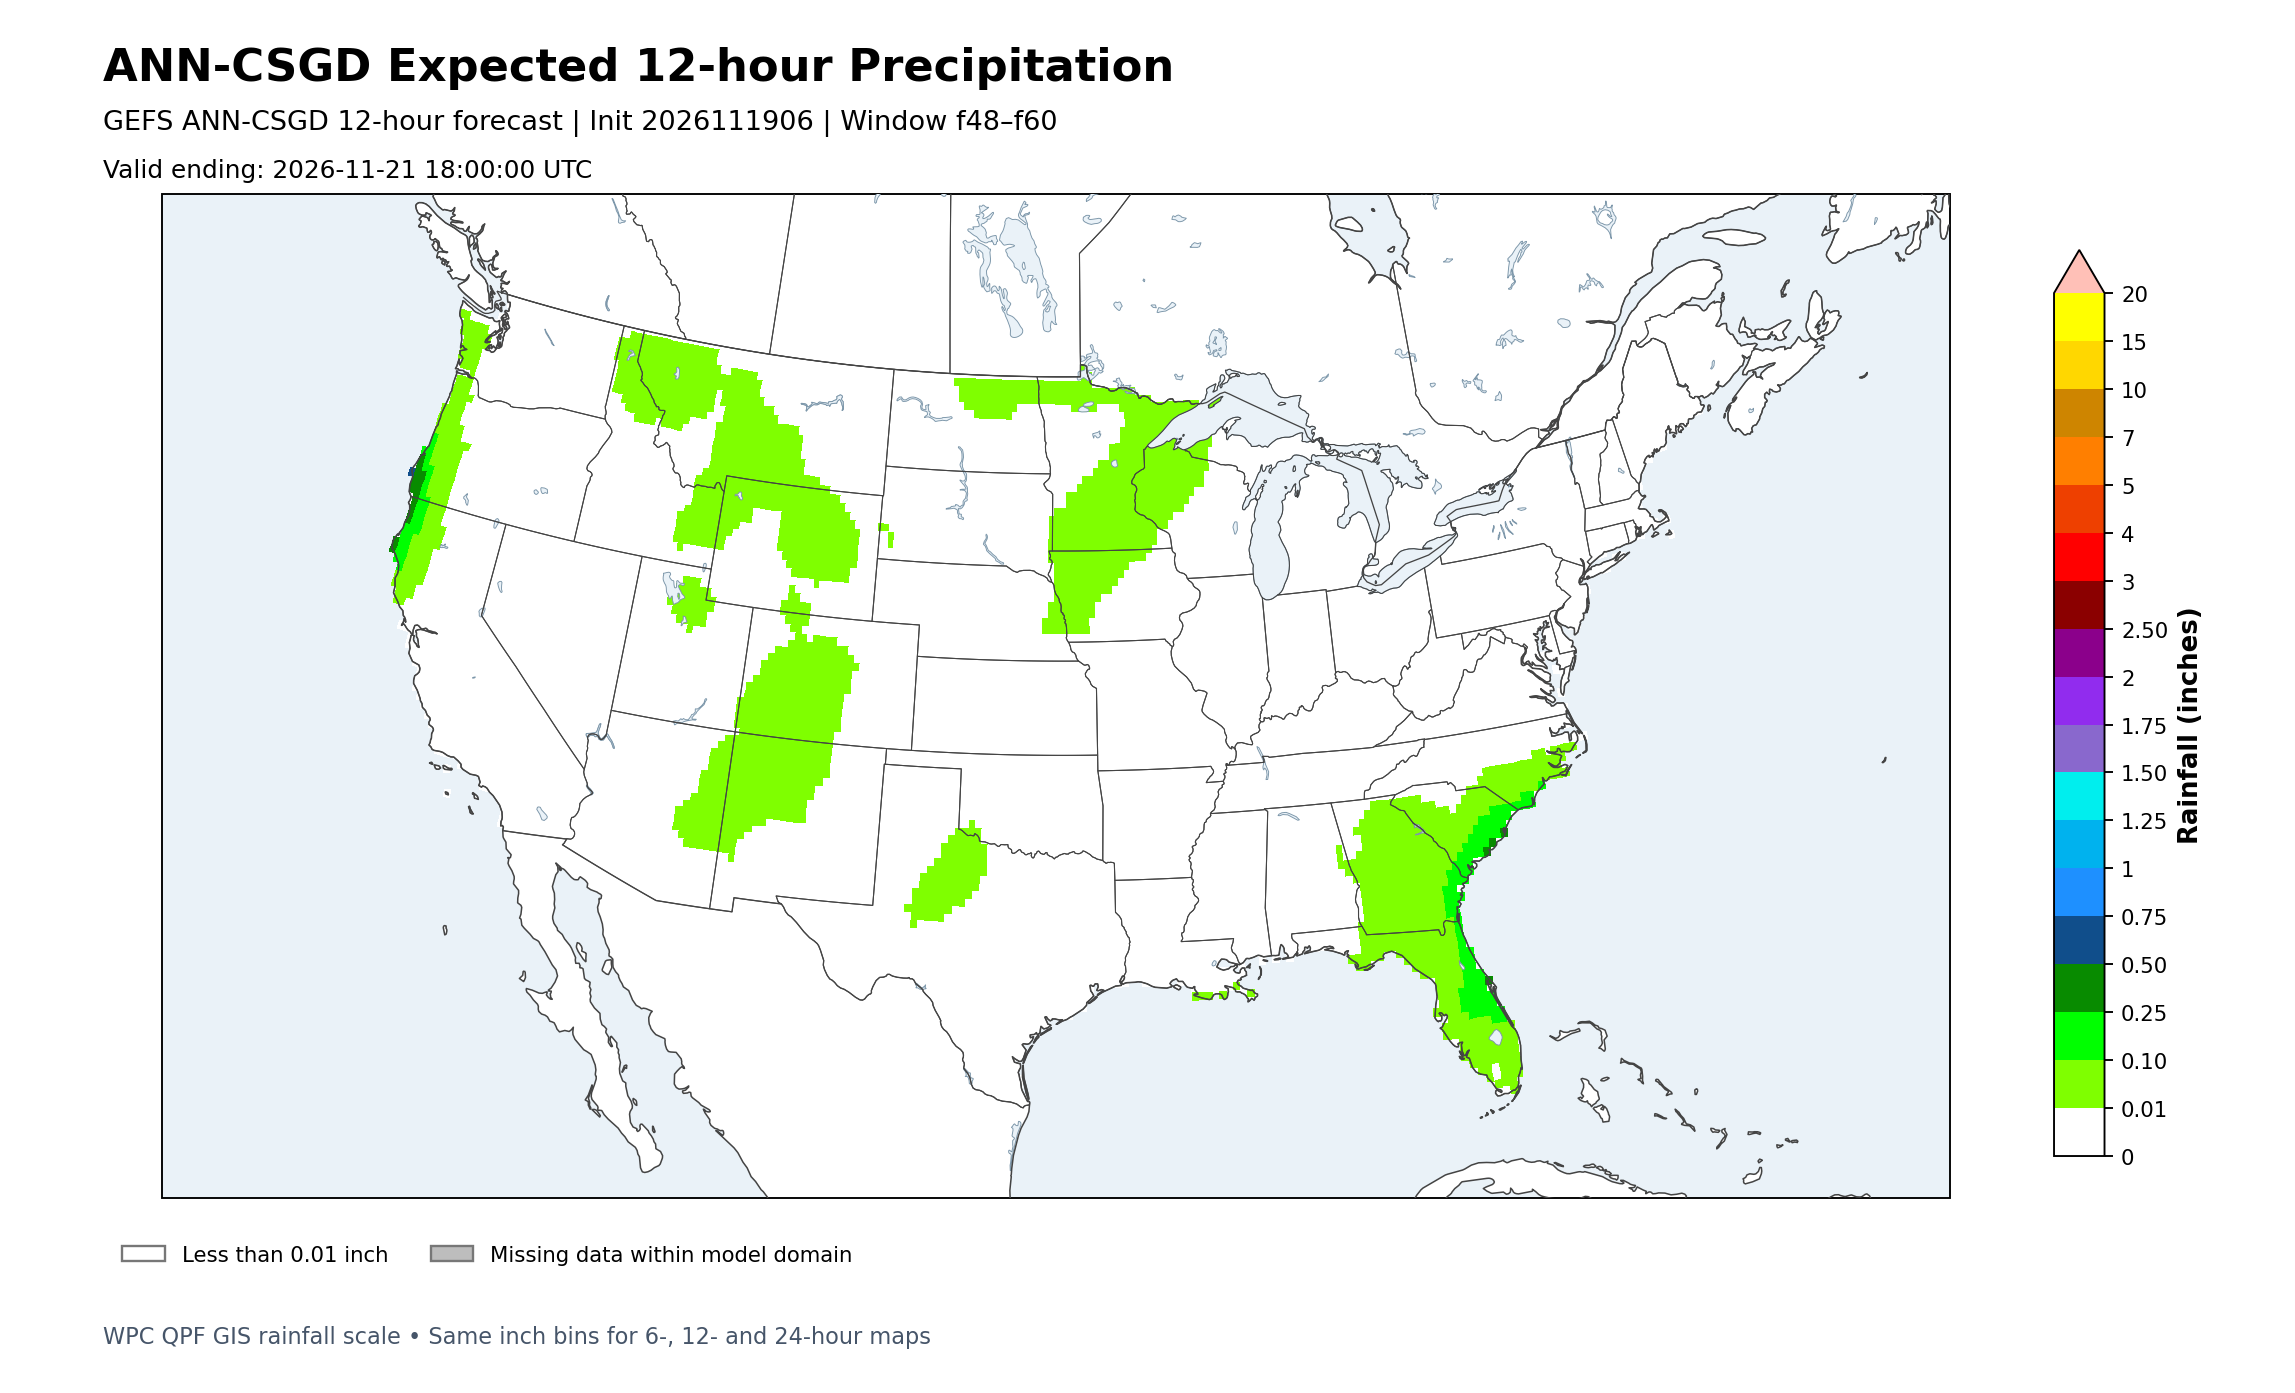 ANN-CSGD Expected 12-hour Precipitation
GEFS ANN-CSGD 12-hour forecast | Init 2026111906 | Window f48–f60
Valid ending: 2026-11-21 18:00:00 UTC
20
15
10
7
5
4
3
2.50
2
1.75
1.50
1.25
1
0.75
0.50
0.25
0.10
0.01
0
Rainfall (inches)
Less than 0.01 inch
Missing data within model domain
WPC QPF GIS rainfall scale • Same inch bins for 6-, 12- and 24-hour maps